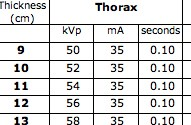 Thickness Thorax
(cm) kVp mA seconds
9 50 35 0.10
10 52 35 0.10
11 54 35 0.10
12 56 35 0.10
13 58 35 0.10